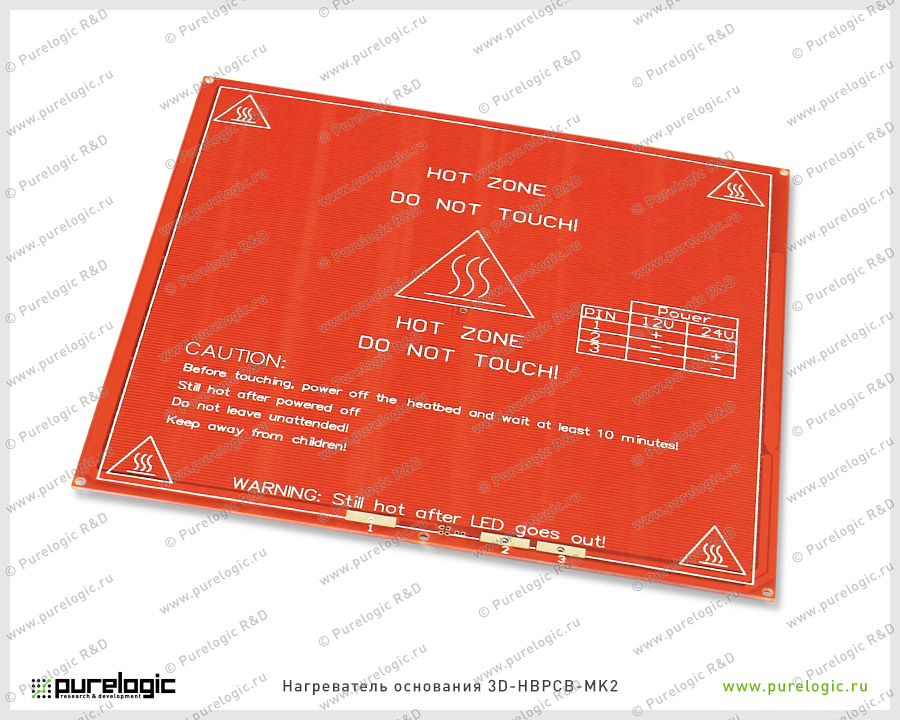 HOT ZONE
DO NOT TOUCH!
HOT ZONE
DO NOT TOUCH!
Power
PIN 12V 24V
1 +
2 +
3 - -
CAUTION:
Before touching, power off the heatbed and wait at least 10 minutes!
Still hot after powered off
Do not leave unattended!
Keep away from children!
WARNING: Still hot after LED goes out!
1 2 3
© Purelogic R&D
www.purelogic.ru
purelogic
research & development
Нагреватель основания 3D-HBPCB-MK2
www.purelogic.ru